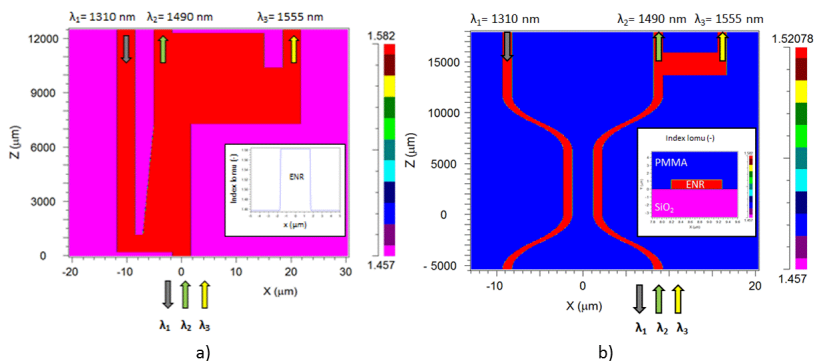 λ₁= 1310 nm
λ₂= 1490 nm
λ₃= 1555 nm
a)
12000
9000
6000
3000
0
Z (μm)
-20
-10
0
10
20
30
X (μm)
1.582
1.457
Index lomu (-)
ENR
x (μm)
λ₁ λ₂ λ₃
a)
λ₁= 1310 nm
λ₂= 1490 nm
λ₃= 1555 nm
b)
15000
10000
5000
0
- 5000
Z (μm)
−10
0
10
X (μm)
1.52078
1.457
Index lomu (-)
PMMA
ENR
SiO₂
λ₁ λ₂ λ₃
b)